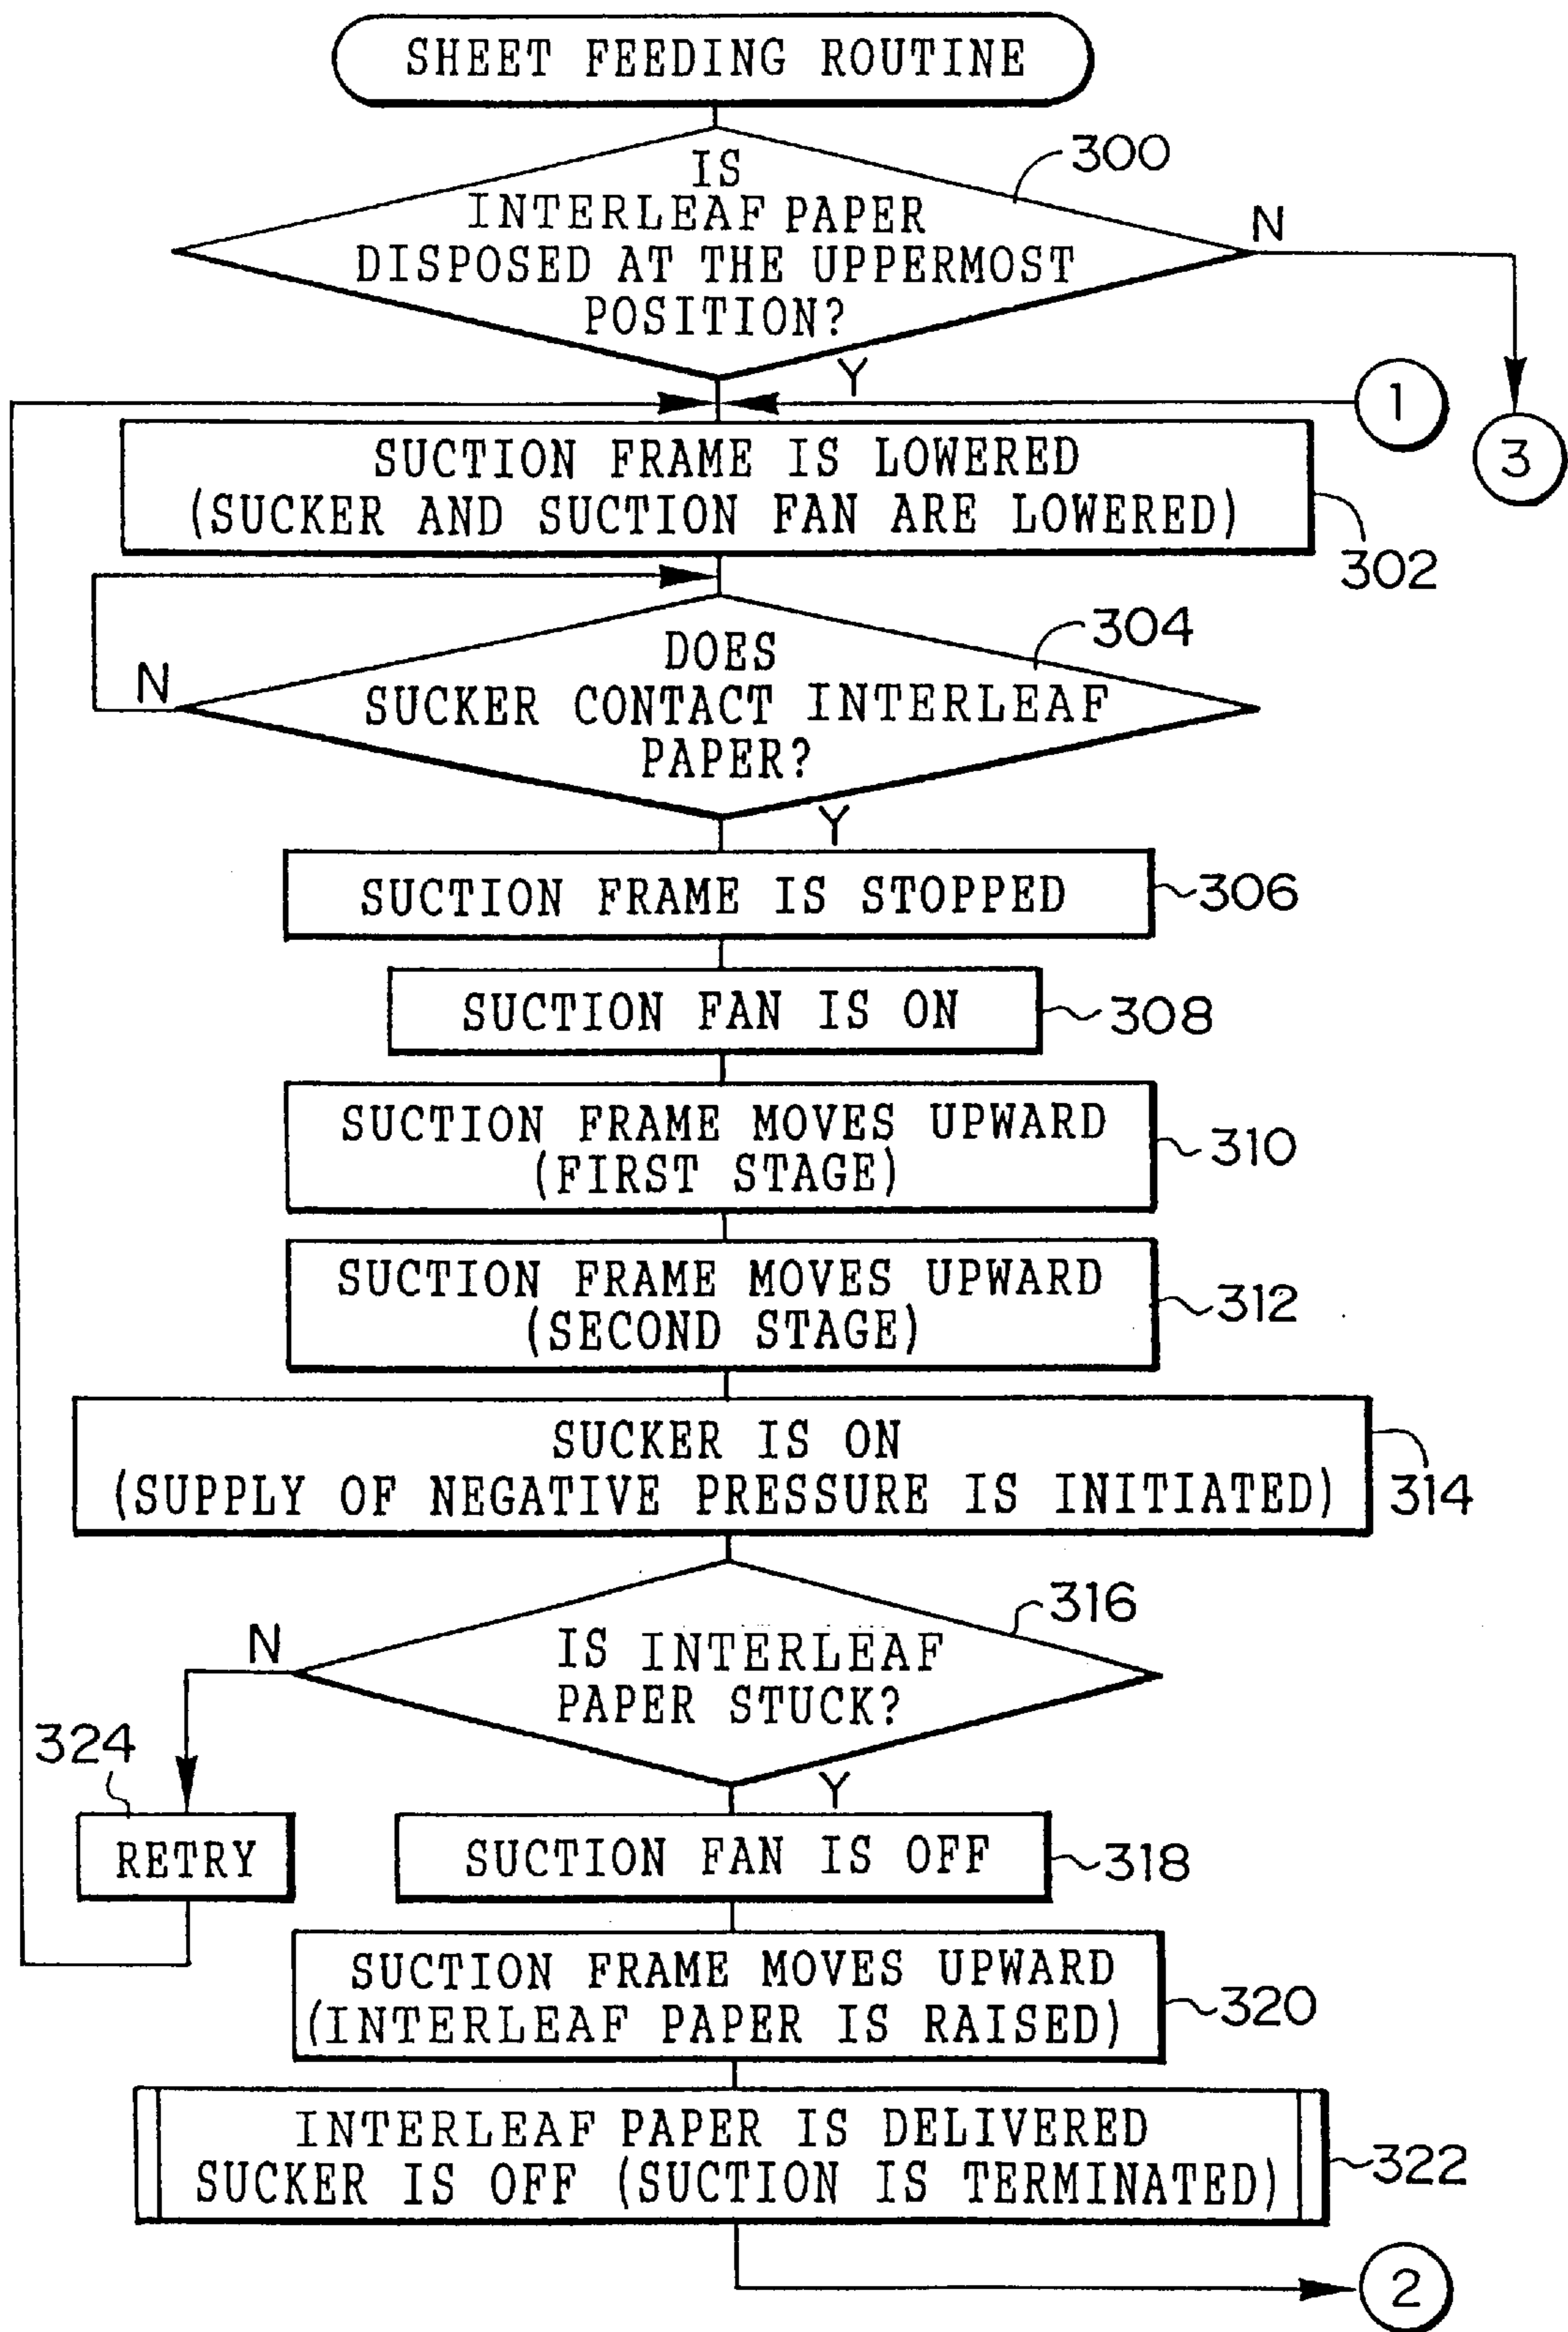 SHEET FEEDING ROUTINE
300
IS
INTERLEAF PAPER
DISPOSED AT THE UPPERMOST
POSITION?
N
Y
1
3
SUCTION FRAME IS LOWERED
(SUCKER AND SUCTION FAN ARE LOWERED)
302
304
DOES
SUCKER CONTACT INTERLEAF
PAPER?
N
Y
SUCTION FRAME IS STOPPED
306
SUCTION FAN IS ON
308
SUCTION FRAME MOVES UPWARD
(FIRST STAGE)
310
SUCTION FRAME MOVES UPWARD
(SECOND STAGE)
312
SUCKER IS ON
(SUPPLY OF NEGATIVE PRESSURE IS INITIATED)
314
316
N
IS INTERLEAF
PAPER STUCK?
Y
324
RETRY
SUCTION FAN IS OFF
318
SUCTION FRAME MOVES UPWARD
(INTERLEAF PAPER IS RAISED)
320
INTERLEAF PAPER IS DELIVERED
SUCKER IS OFF (SUCTION IS TERMINATED)
322
2